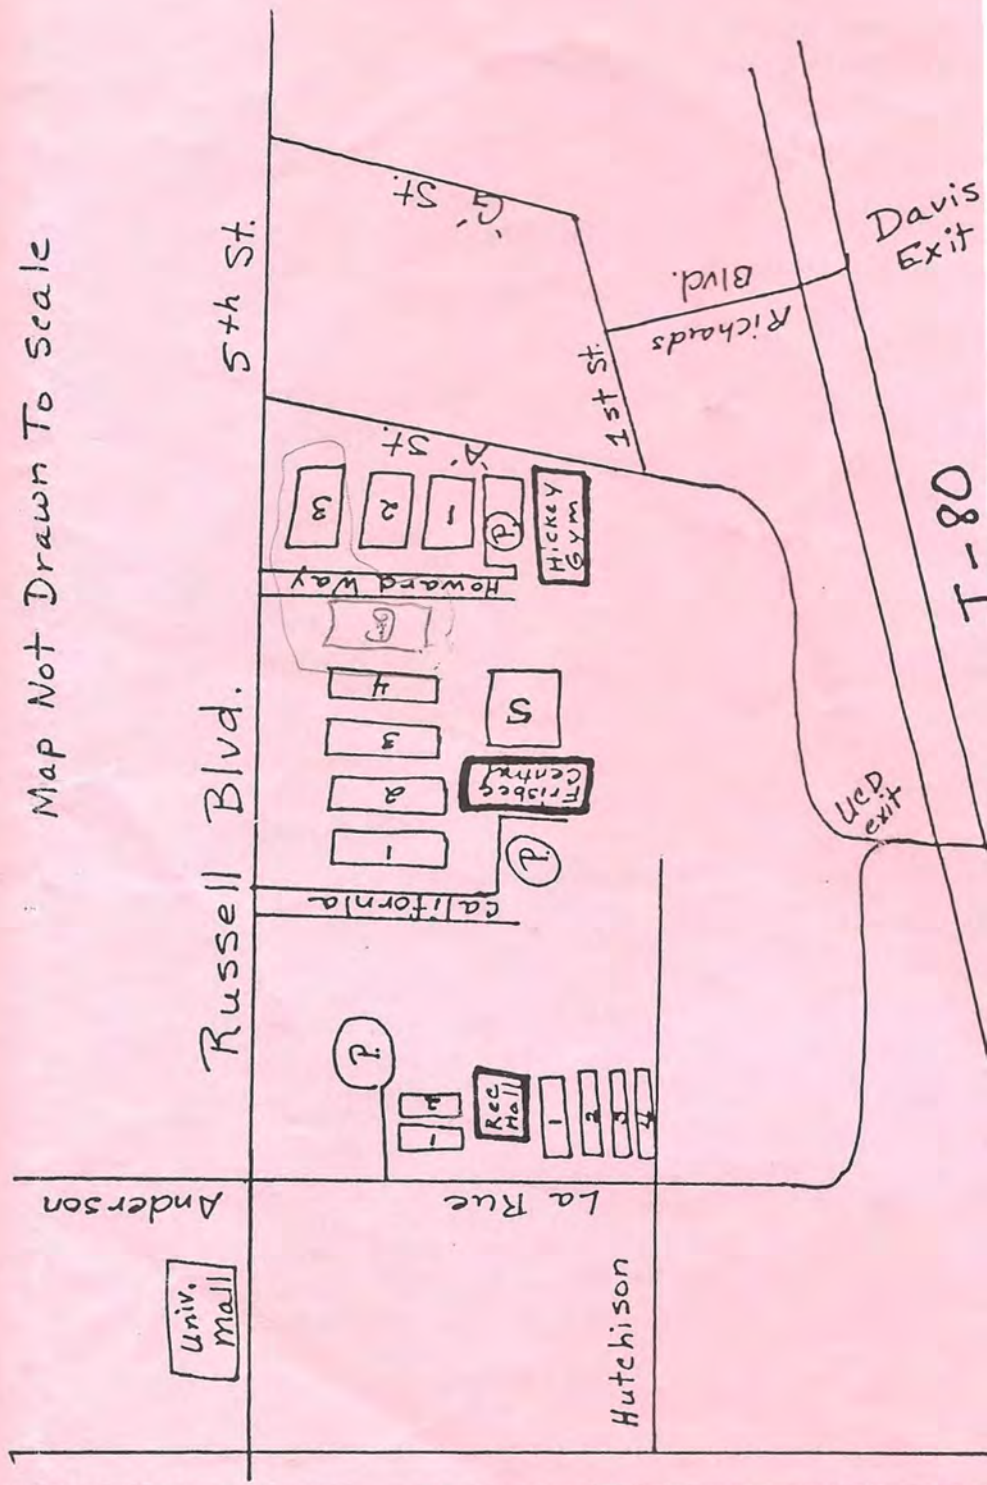 Map Not Drawn To Scale
Russell Blvd.
5th St.
Univ.
Mall
Anderson
La Rue
Hutchison
P.
1
2
Rec
Hall
1
2
3
4
California
P.
1
2
3
4
Frisbee
Central
5
Howard Way
3
2
1
P.
Hickey
Gym
'A' St.
'G' St.
1st St.
Richards
Blvd.
Davis
Exit
UCD
exit
I-80